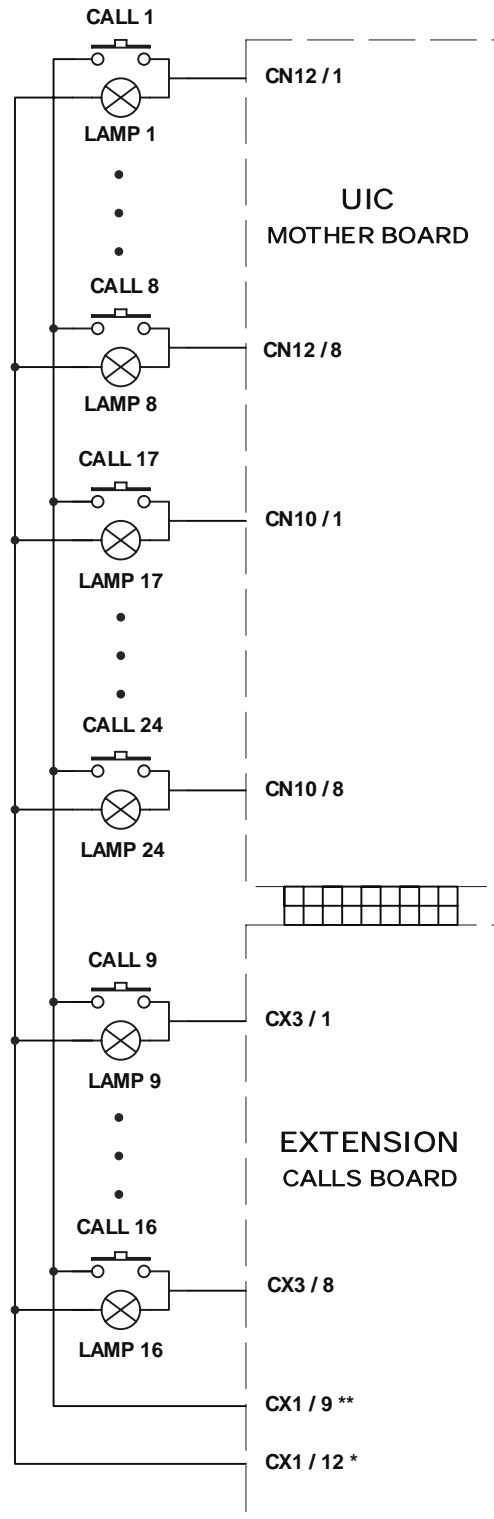 CALL 1
CN12 / 1
LAMP 1
UIC
MOTHER BOARD
CALL 8
CN12 / 8
LAMP 8
CALL 17
CN10 / 1
LAMP 17
CALL 24
CN10 / 8
LAMP 24
CALL 9
CX3 / 1
LAMP 9
EXTENSION
CALLS BOARD
CALL 16
CX3 / 8
LAMP 16
CX1 / 9 **
CX1 / 12 *